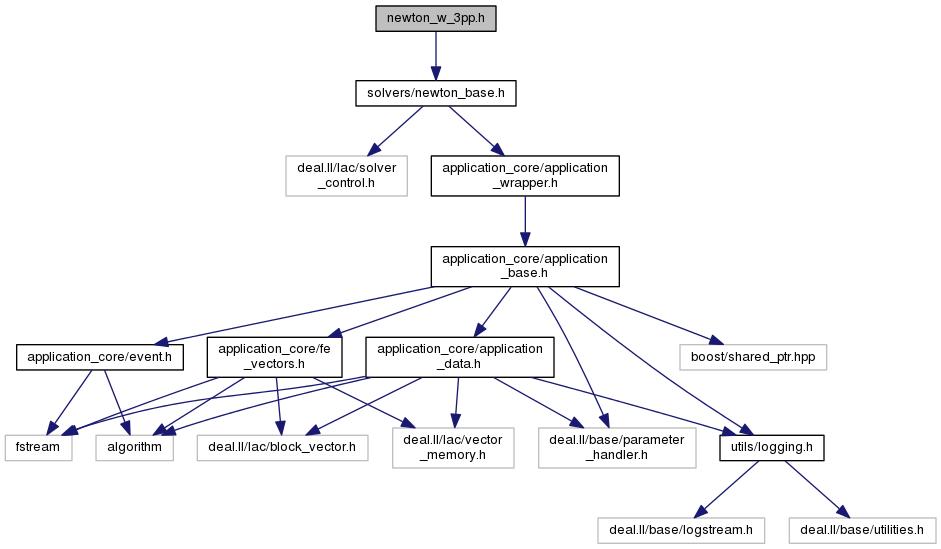 newton_w_3pp.h
solvers/newton_base.h
deal.II/lac/solver
_control.h
application_core/application
_wrapper.h
application_core/application
_base.h
application_core/event.h
application_core/fe
_vectors.h
application_core/application
_data.h
boost/shared_ptr.hpp
fstream
algorithm
deal.II/lac/block_vector.h
deal.II/lac/vector
_memory.h
deal.II/base/parameter
_handler.h
utils/logging.h
deal.II/base/logstream.h
deal.II/base/utilities.h